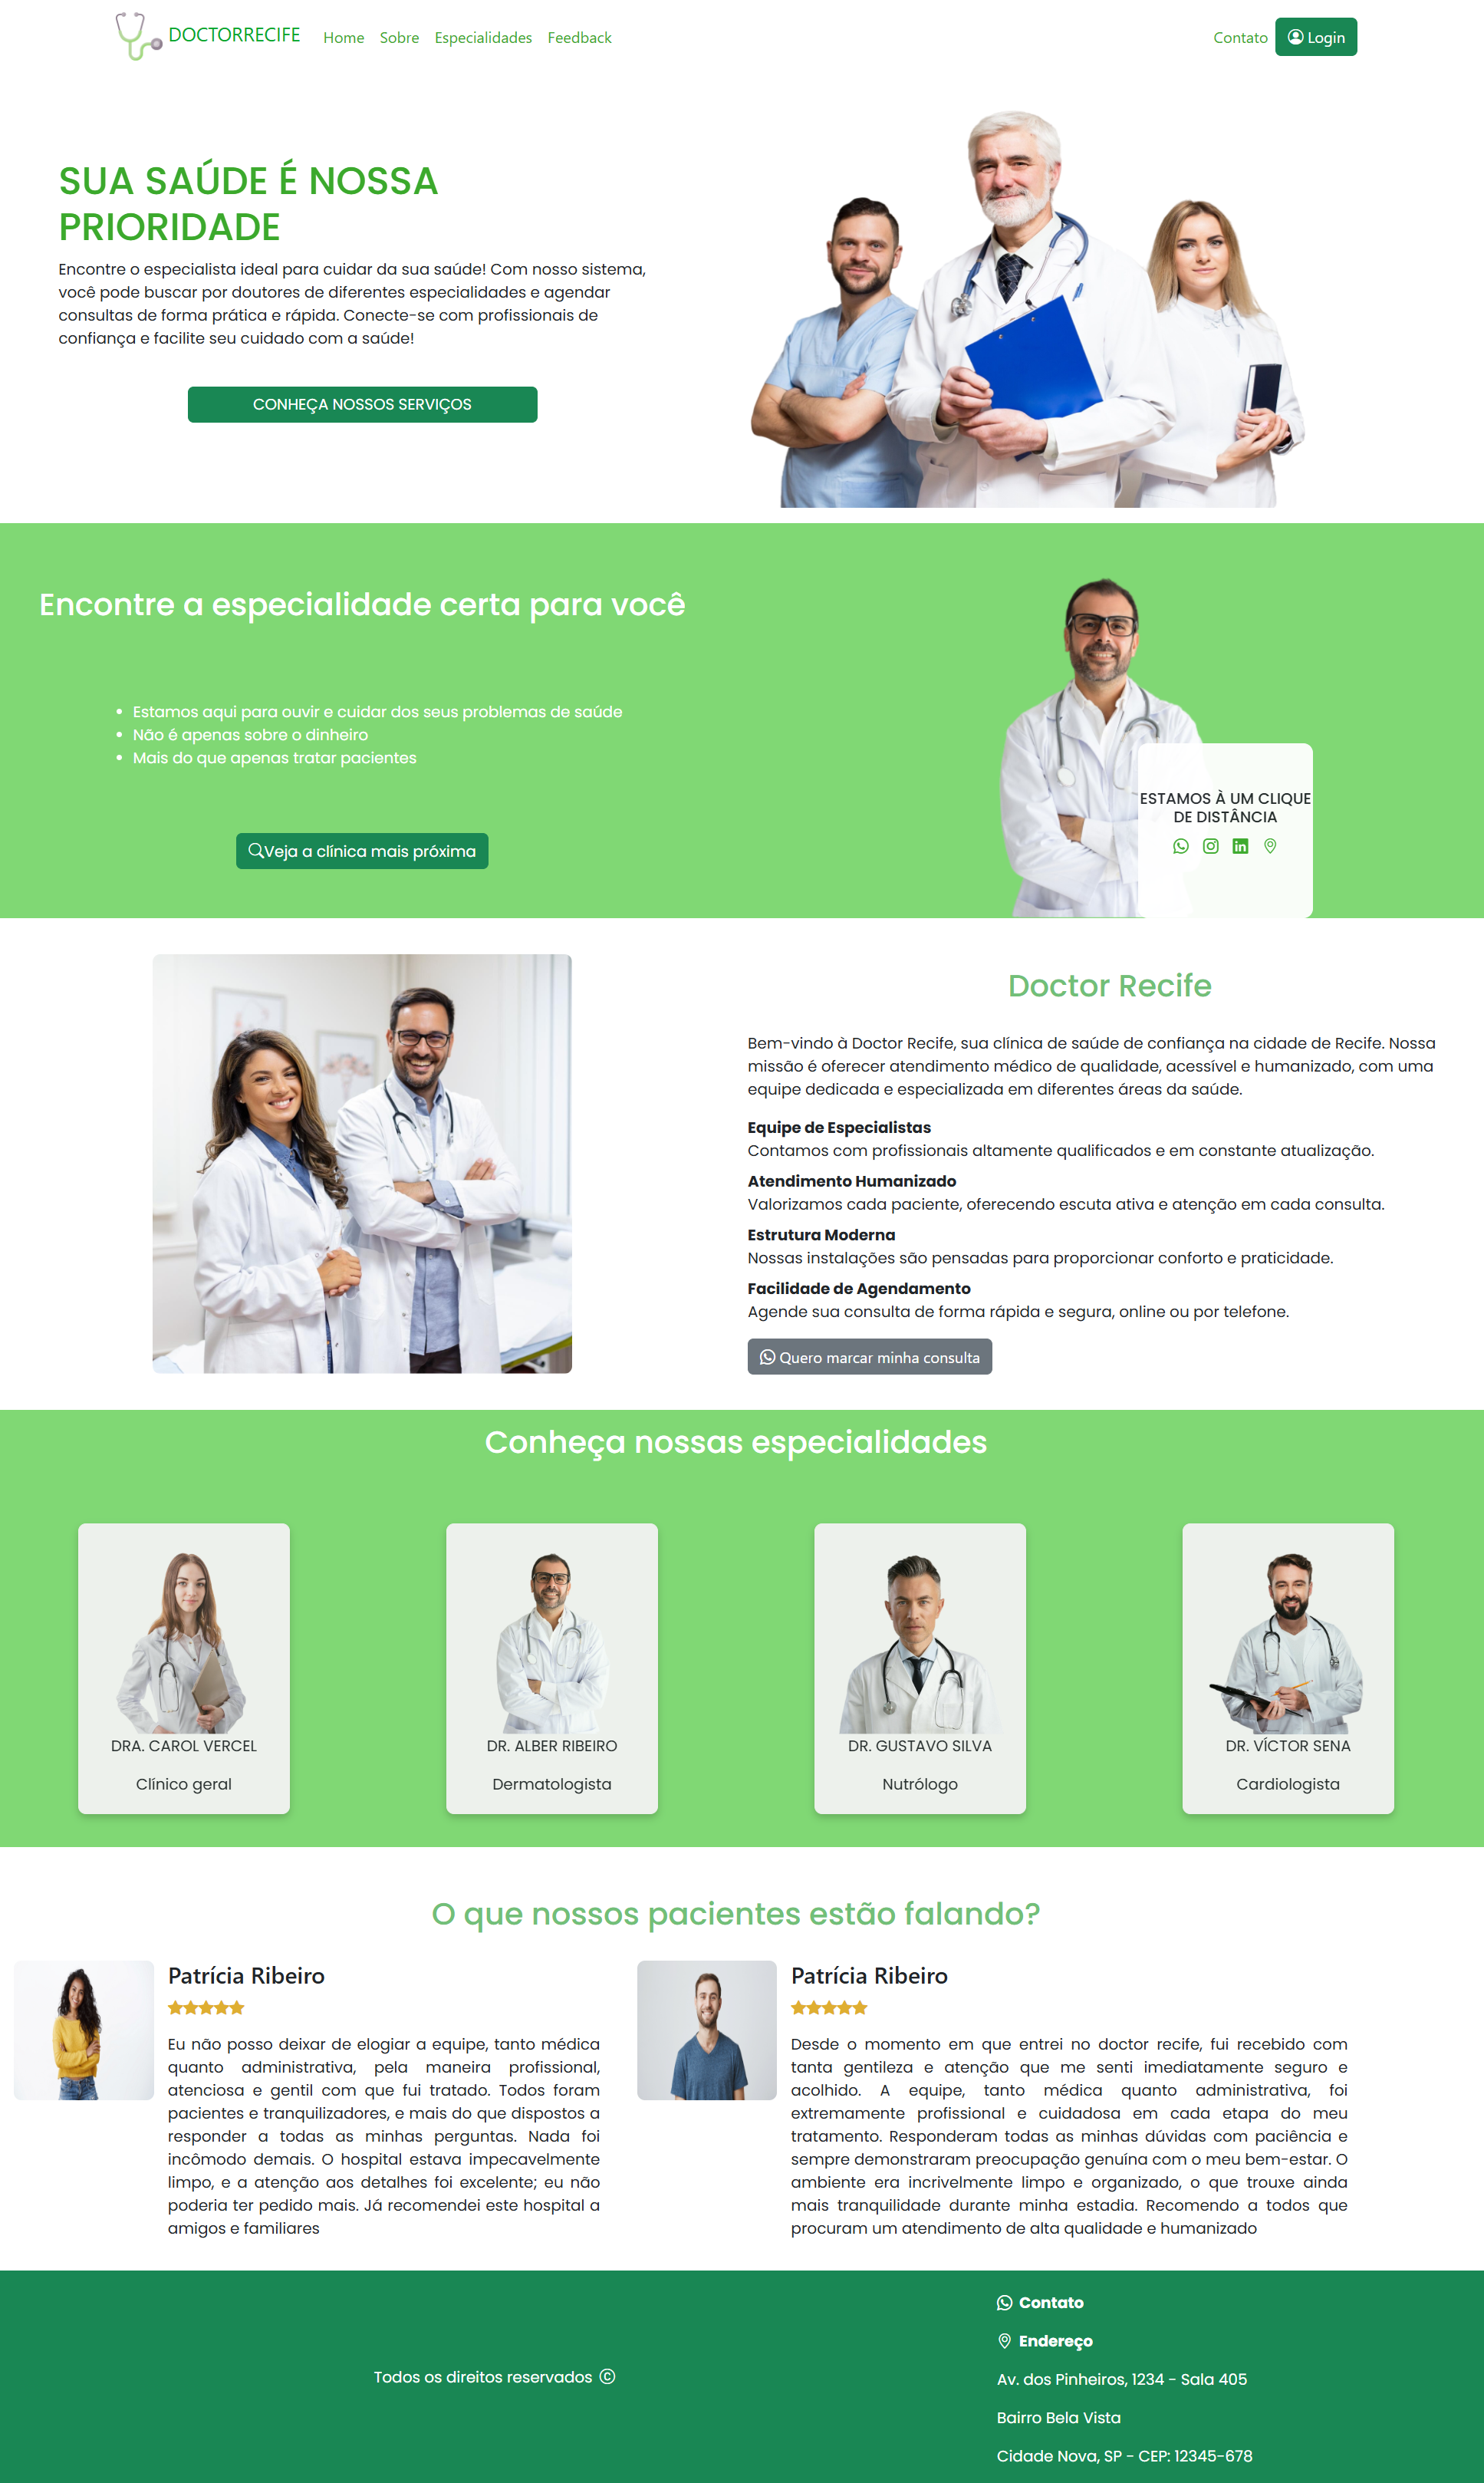 DOCTORRECIFE
Home
Sobre
Especialidades
Feedback
Contato
Login
SUA SAÚDE É NOSSA
PRIORIDADE
Encontre o especialista ideal para cuidar da sua saúde! Com nosso sistema,
você pode buscar por doutores de diferentes especialidades e agendar
consultas de forma prática e rápida. Conecte-se com profissionais de
confiança e facilite seu cuidado com a saúde!
CONHEÇA NOSSOS SERVIÇOS
Encontre a especialidade certa para você
Estamos aqui para ouvir e cuidar dos seus problemas de saúde
Não é apenas sobre o dinheiro
Mais do que apenas tratar pacientes
Veja a clínica mais próxima
ESTAMOS À UM CLIQUE
DE DISTÂNCIA
Doctor Recife
Bem-vindo à Doctor Recife, sua clínica de saúde de confiança na cidade de Recife. Nossa
missão é oferecer atendimento médico de qualidade, acessível e humanizado, com uma
equipe dedicada e especializada em diferentes áreas da saúde.
Equipe de Especialistas
Contamos com profissionais altamente qualificados e em constante atualização.
Atendimento Humanizado
Valorizamos cada paciente, oferecendo escuta ativa e atenção em cada consulta.
Estrutura Moderna
Nossas instalações são pensadas para proporcionar conforto e praticidade.
Facilidade de Agendamento
Agende sua consulta de forma rápida e segura, online ou por telefone.
Quero marcar minha consulta
Conheça nossas especialidades
DRA. CAROL VERCEL
Clínico geral
DR. ALBER RIBEIRO
Dermatologista
DR. GUSTAVO SILVA
Nutrólogo
DR. VÍCTOR SENA
Cardiologista
O que nossos pacientes estão falando?
Patrícia Ribeiro
Eu não posso deixar de elogiar a equipe, tanto médica
quanto administrativa, pela maneira profissional,
atenciosa e gentil com que fui tratado. Todos foram
pacientes e tranquilizadores, e mais do que dispostos a
responder a todas as minhas perguntas. Nada foi
incômodo demais. O hospital estava impecavelmente
limpo, e a atenção aos detalhes foi excelente; eu não
poderia ter pedido mais. Já recomendei este hospital a
amigos e familiares
Patrícia Ribeiro
Desde o momento em que entrei no doctor recife, fui recebido com
tanta gentileza e atenção que me senti imediatamente seguro e
acolhido. A equipe, tanto médica quanto administrativa, foi
extremamente profissional e cuidadosa em cada etapa do meu
tratamento. Responderam todas as minhas dúvidas com paciência e
sempre demonstraram preocupação genuína com o meu bem-estar. O
ambiente era incrivelmente limpo e organizado, o que trouxe ainda
mais tranquilidade durante minha estadia. Recomendo a todos que
procuram um atendimento de alta qualidade e humanizado
Todos os direitos reservados ©
Contato
Endereço
Av. dos Pinheiros, 1234 - Sala 405
Bairro Bela Vista
Cidade Nova, SP - CEP: 12345-678